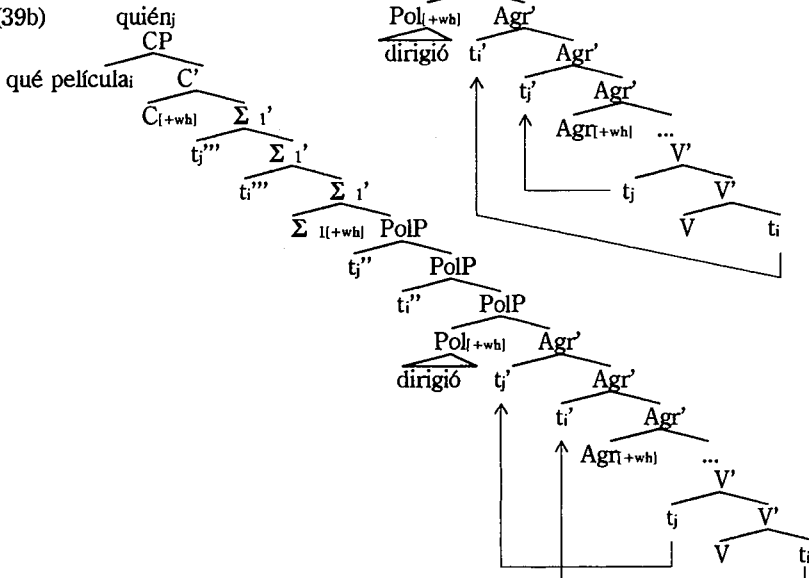 (39b) quiénj
Pol[+wh] Agr'
CP
dirigió ti' Agr'
qué películai C'
tj' Agr'
C[+wh] Σ 1'
Agr[+wh] ...
tj''' Σ 1'
V'
ti''' Σ 1'
tj V'
Σ 1[+wh] PolP
V ti
tj'' PolP
ti'' PolP
Pol[+wh] Agr'
dirigió tj' Agr'
ti' Agr'
Agr[+wh] ...
V'
tj V'
V ti